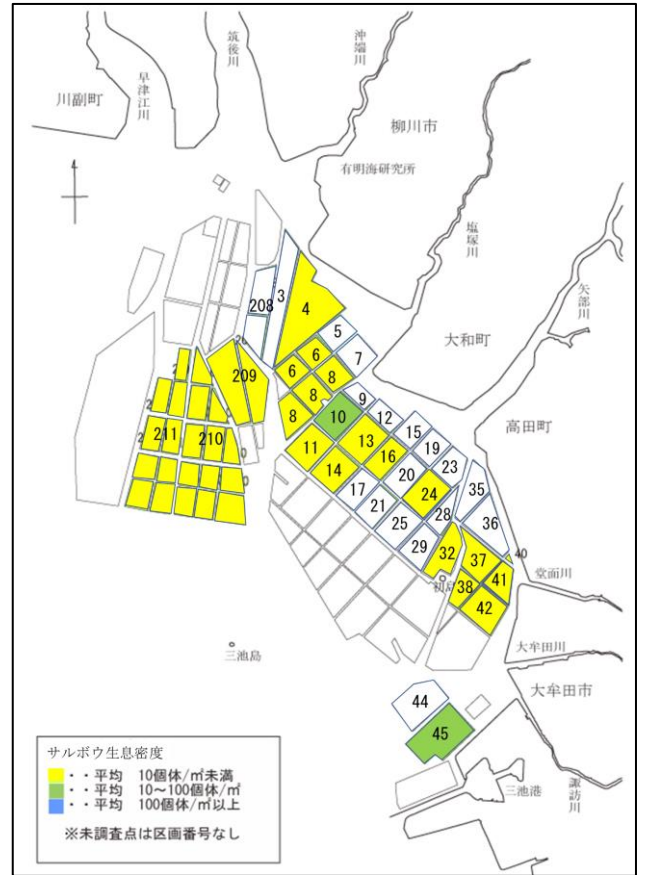 川副町
早津江川
筑後川
沖端川
柳川市
有明海研究所
塩塚川
矢部川
大和町
高田町
208
3
4
5
6
7
209
6
8
8
9
8
10
12
11
13
15
211
210
14
16
19
17
20
23
21
24
35
25
28
36
29
32
37
40
初島
38
41
堂面川
42
大牟田川
三池島
大牟田市
44
45
三池港
諏訪川
サルボウ生息密度
・・平均 10個体/㎡未満
・・平均 10~100個体/㎡
・・平均 100個体/㎡以上
※未調査点は区画番号なし